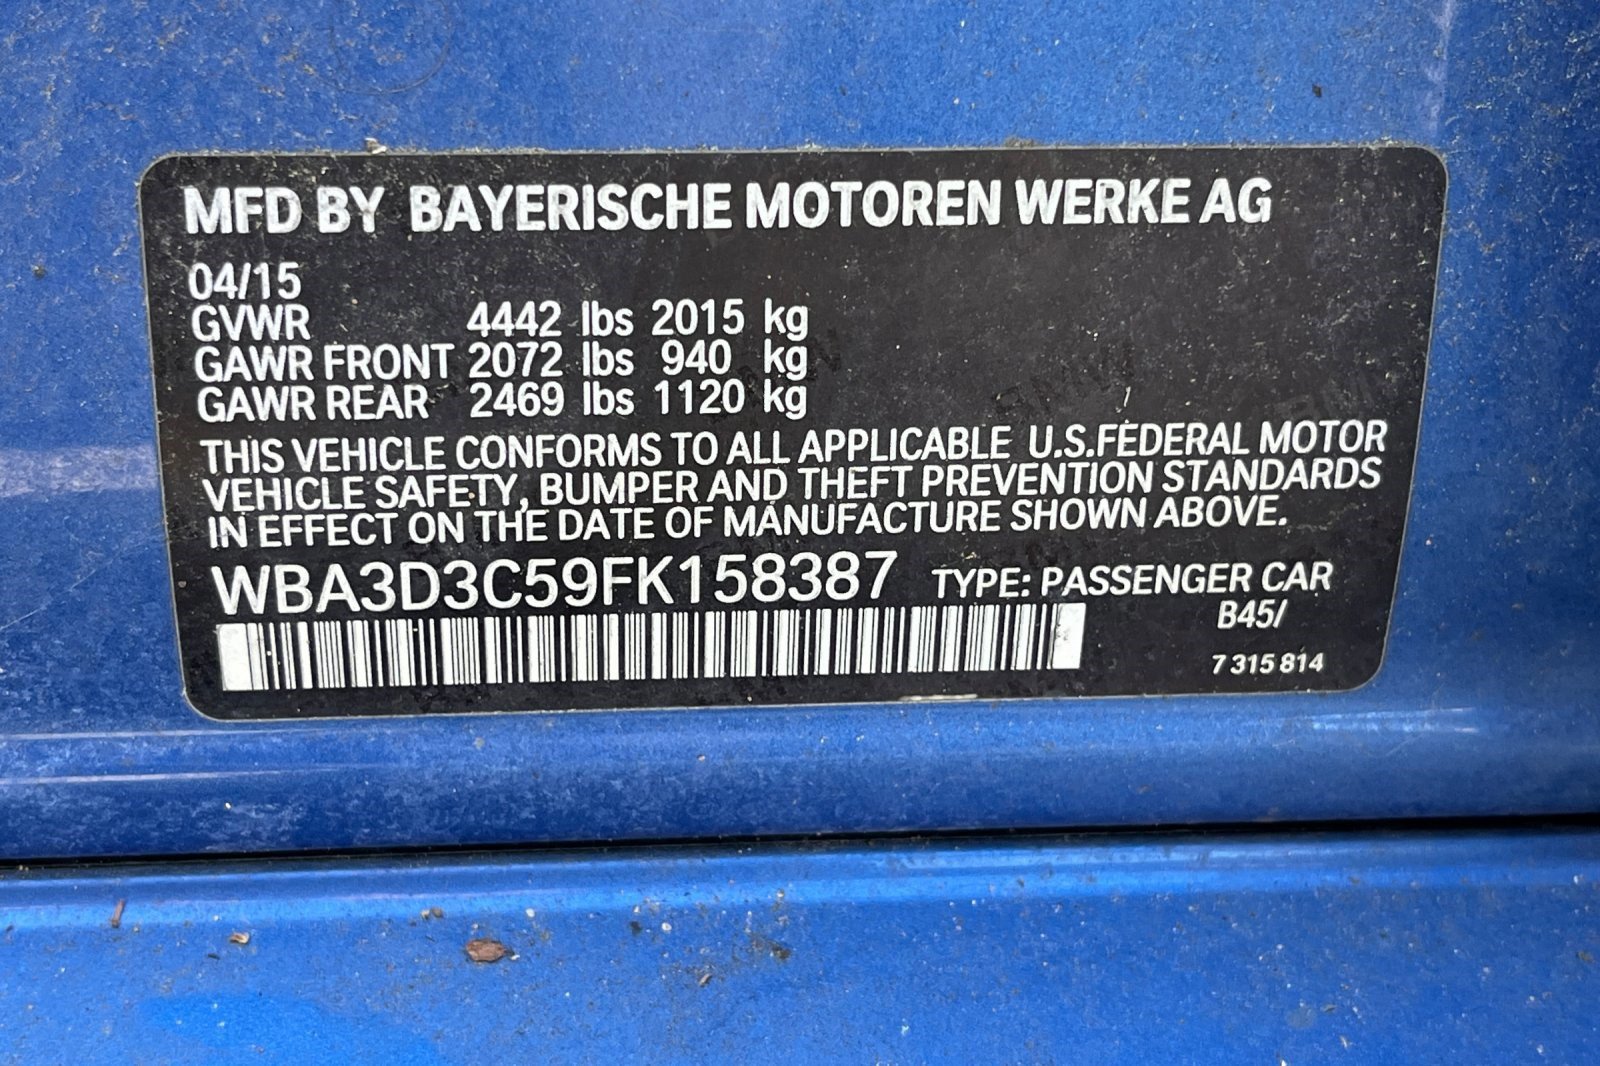 MFD BY BAYERISCHE MOTOREN WERKE AG
04/15
GVWR 4442 lbs 2015 kg
GAWR FRONT 2072 lbs 940 kg
GAWR REAR 2469 lbs 1120 kg
THIS VEHICLE CONFORMS TO ALL APPLICABLE U.S.FEDERAL MOTOR
VEHICLE SAFETY, BUMPER AND THEFT PREVENTION STANDARDS
IN EFFECT ON THE DATE OF MANUFACTURE SHOWN ABOVE.
WBA3D3C59FK158387 TYPE: PASSENGER CAR
B45/
7 315 814